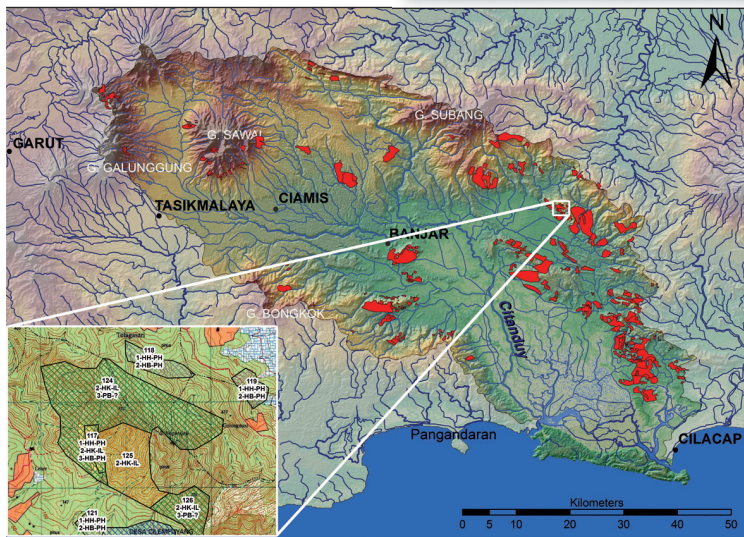 N
G. SUBANG
GARUT
G. SAWAL
G. GALUNGGUNG
CIAMIS
TASIKMALAYA
BANJAR
G. BONGKOK
Citanduy
Pangandaran
CILACAP
Kilometers
0 5 10 20 30 40 50
118
1-HH-PH
2-HB-PH
124
2-HK-IL
3-PB-?
119
1-HH-PH
2-HB-PH
117
1-HH-PH
2-HK-IL
3-HB-PH
125
2-HK-IL
126
2-HK-IL
3-PB-?
121
1-HH-PH
2-HB-PH
DESA CILEMPUYANG